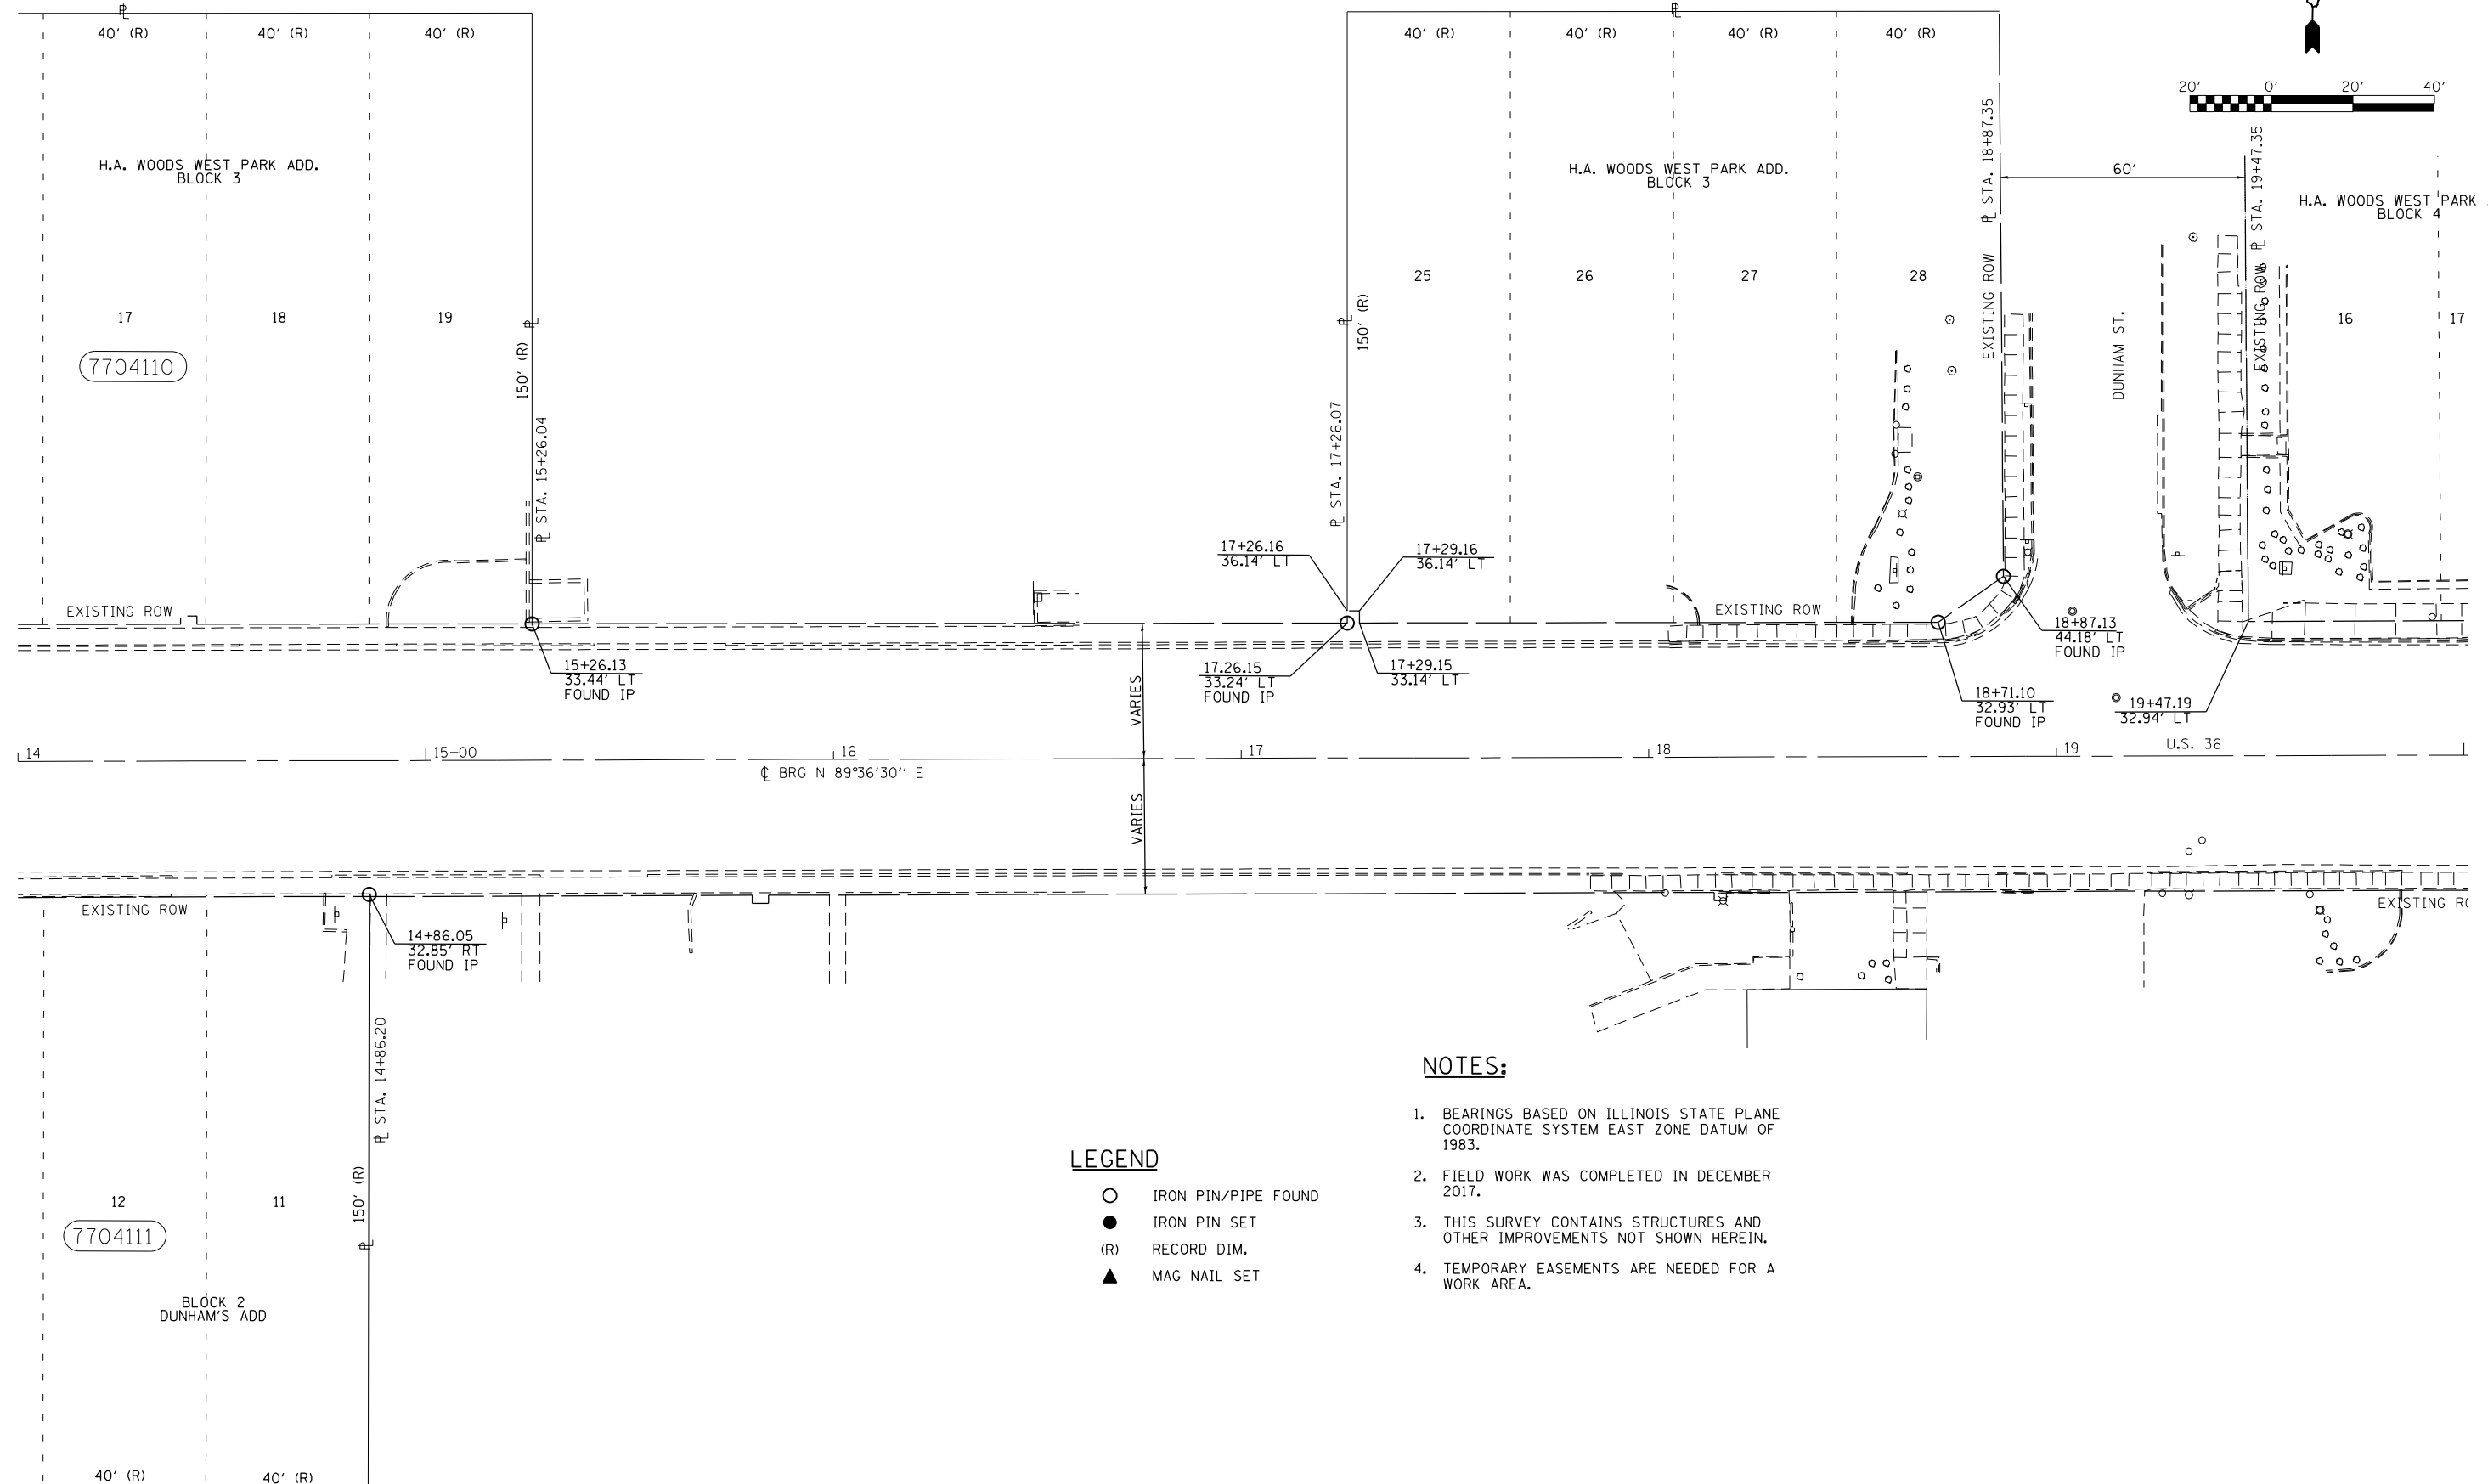 ℄
40' (R)
40' (R)
40' (R)
H.A. WOODS WEST PARK ADD.
BLOCK 3
17
18
19
7704110
150' (R)
℄ STA. 15+26.04
EXISTING ROW
15+26.13
33.44' LT
FOUND IP
40' (R)
40' (R)
40' (R)
40' (R)
H.A. WOODS WEST PARK ADD.
BLOCK 3
25
26
27
28
150' (R)
STA. 17+26.07
17+26.16
36.14' LT
17+29.16
36.14' LT
17.26.15
33.24' LT
FOUND IP
17+29.15
33.14' LT
EXISTING ROW
EXISTING ROW
STA. 18+87.35
20'
0'
20'
40'
60'
EXISTING ROW
STA. 19+47.35
H.A. WOODS WEST PARK
BLOCK 4
16
17
DUNHAM ST.
18+87.13
44.18' LT
FOUND IP
18+71.10
32.93' LT
FOUND IP
19+47.19
32.94' LT
VARIES
VARIES
14
15+00
16
17
18
19
U.S. 36
℄ BRG N 89°36'30'' E
EXISTING ROW
EXISTING RO
14+86.05
32.85' RT
FOUND IP
STA. 14+86.20
150' (R)
12
11
7704111
BLOCK 2
DUNHAM'S ADD
40' (R)
40' (R)
LEGEND
IRON PIN/PIPE FOUND
IRON PIN SET
(R) RECORD DIM.
MAG NAIL SET
NOTES:
1. BEARINGS BASED ON ILLINOIS STATE PLANE
COORDINATE SYSTEM EAST ZONE DATUM OF
1983.
2. FIELD WORK WAS COMPLETED IN DECEMBER
2017.
3. THIS SURVEY CONTAINS STRUCTURES AND
OTHER IMPROVEMENTS NOT SHOWN HEREIN.
4. TEMPORARY EASEMENTS ARE NEEDED FOR A
WORK AREA.